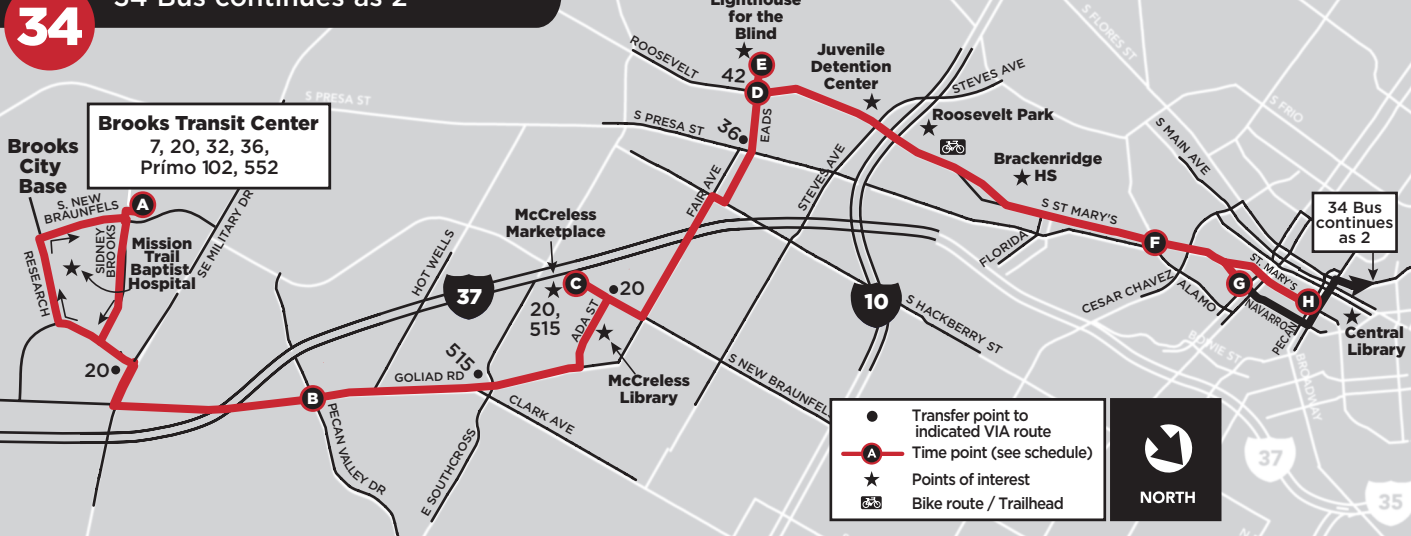 34 Bus continues as 2
34
Lighthouse
for the
Blind
ROOSEVELT
42
E
D
Juvenile
Detention
Center
S FLORES ST
STEVES AVE
S PRESA ST
S PRESA ST
36
EADS
Roosevelt Park
S FRIO
S MAIN AVE
Brackenridge
HS
Brooks Transit Center
7, 20, 32, 36,
Prímo 102, 552
Brooks
City
Base
S. NEW
BRAUNFELS
A
SIDNEY
BROOKS
Mission
Trail
Baptist
Hospital
RESEARCH
SE MILITARY DR
20
HOT WELLS
37
McCreless
Marketplace
C
20
20,
515
ADA ST
McCreless
Library
515
GOLIAD RD
B
PECAN VALLEY DR
CLARK AVE
E SOUTHCROSS
FAIR AVE
STEVES AVE
S NEW BRAUNFELS
10
S HACKBERRY ST
S ST MARY'S
FLORIDA
F
CESAR CHAVEZ
ALAMO
ST. MARY'S
G
NAVARRO
H
PECAN
34 Bus
continues
as 2
Central
Library
BOWIE ST
BROADWAY
37
35
Transfer point to
indicated VIA route
A
Time point (see schedule)
Points of interest
Bike route / Trailhead
NORTH